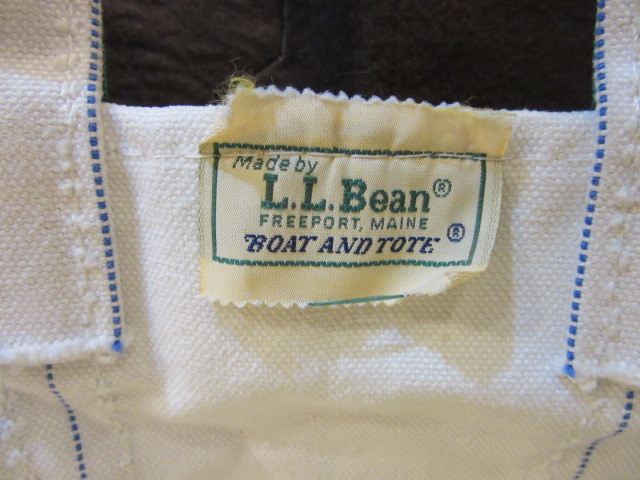 Made by
L.L.Bean®
FREEPORT, MAINE
BOAT AND TOTE®